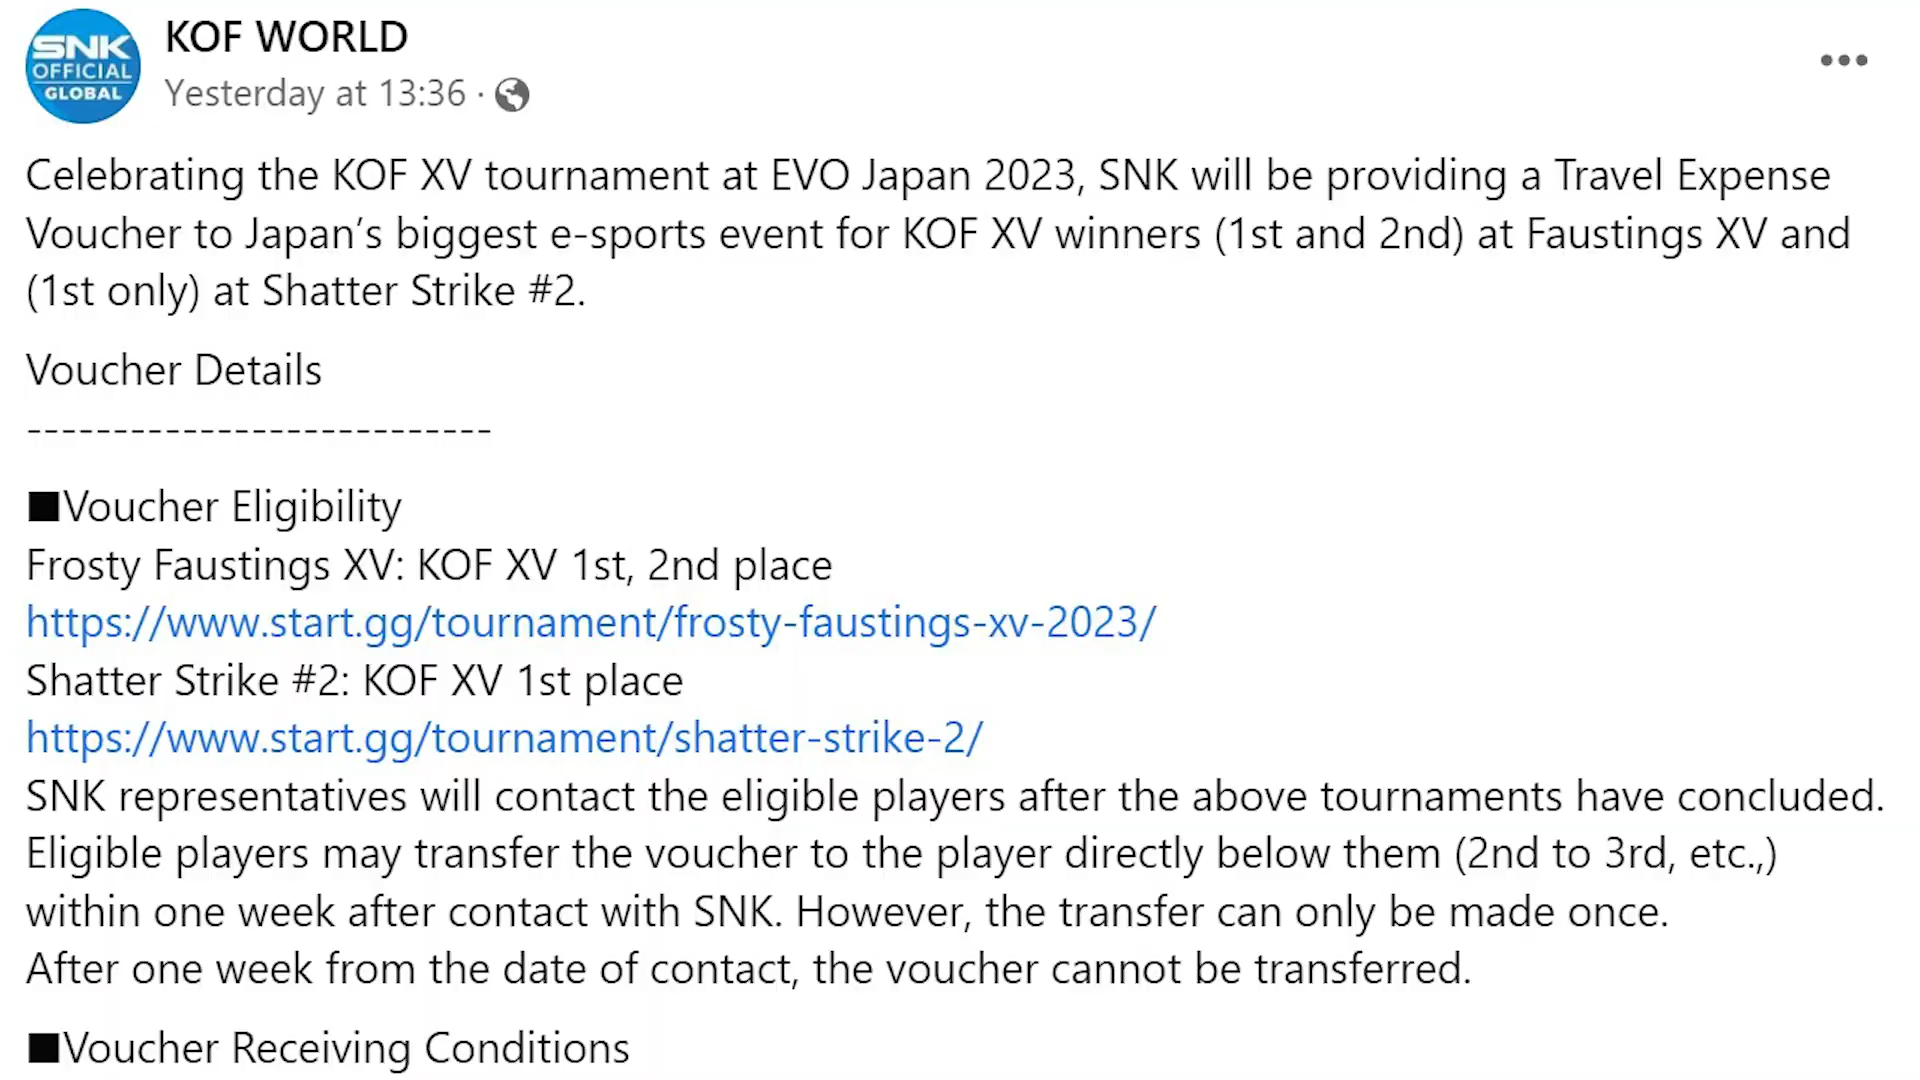 SNK
OFFICIAL
GLOBAL
KOF WORLD
Yesterday at 13:36 ·
Celebrating the KOF XV tournament at EVO Japan 2023, SNK will be providing a Travel Expense
Voucher to Japan’s biggest e-sports event for KOF XV winners (1st and 2nd) at Faustings XV and
(1st only) at Shatter Strike #2.
Voucher Details
---------------------------
■Voucher Eligibility
Frosty Faustings XV: KOF XV 1st, 2nd place
https://www.start.gg/tournament/frosty-faustings-xv-2023/
Shatter Strike #2: KOF XV 1st place
https://www.start.gg/tournament/shatter-strike-2/
SNK representatives will contact the eligible players after the above tournaments have concluded.
Eligible players may transfer the voucher to the player directly below them (2nd to 3rd, etc.,)
within one week after contact with SNK. However, the transfer can only be made once.
After one week from the date of contact, the voucher cannot be transferred.
■Voucher Receiving Conditions